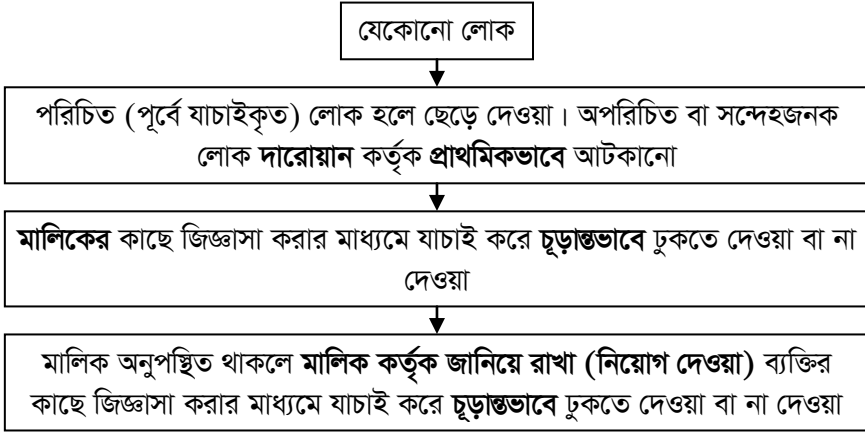 যেকোনো লোক
পরিচিত (পূর্বে যাচাইকৃত) লোক হলে ছেড়ে দেওয়া। অপরিচিত বা সন্দেহজনক
লোক দারোয়ান কর্তৃক প্রাথমিকভাবে আটকানো
মালিকের কাছে জিজ্ঞাসা করার মাধ্যমে যাচাই করে চূড়ান্তভাবে ঢুকতে দেওয়া বা না
দেওয়া
মালিক অনুপস্থিত থাকলে মালিক কর্তৃক জানিয়ে রাখা (নিয়োগ দেওয়া) ব্যক্তির
কাছে জিজ্ঞাসা করার মাধ্যমে যাচাই করে চূড়ান্তভাবে ঢুকতে দেওয়া বা না দেওয়া